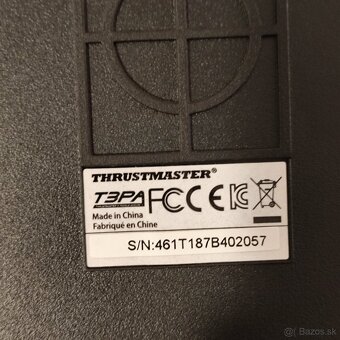 THRUSTMASTER®
T3PA FC CE
Made in China
Fabriqué en Chine
S/N:461T187B402057
© Bazos.sk